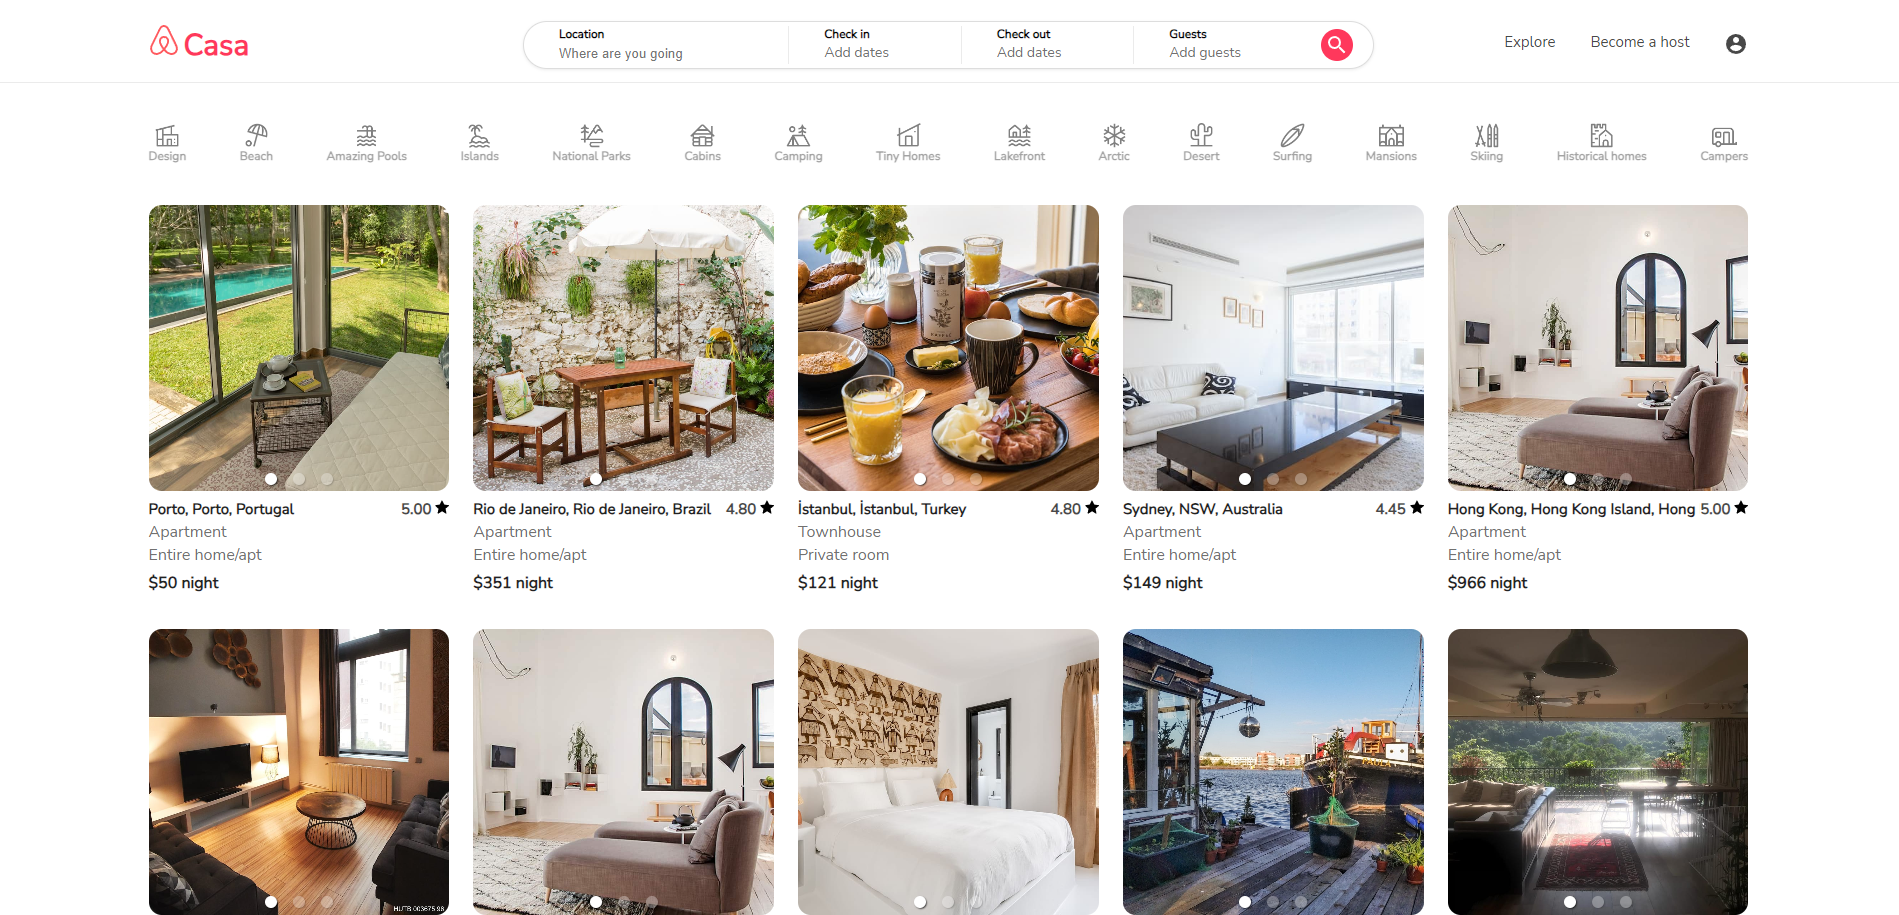 Casa
Location
Where are you going
Check in
Add dates
Check out
Add dates
Guests
Add guests
Explore
Become a host
Design
Beach
Amazing Pools
Islands
National Parks
Cabins
Camping
Tiny Homes
Lakefront
Arctic
Desert
Surfing
Mansions
Skiing
Historical homes
Campers
Porto, Porto, Portugal 5.00
Apartment
Entire home/apt
$50 night
Rio de Janeiro, Rio de Janeiro, Brazil 4.80
Apartment
Entire home/apt
$351 night
İstanbul, İstanbul, Turkey 4.80
Townhouse
Private room
$121 night
Sydney, NSW, Australia 4.45
Apartment
Entire home/apt
$149 night
Hong Kong, Hong Kong Island, Hong 5.00
Apartment
Entire home/apt
$966 night
HUTB 003675 98